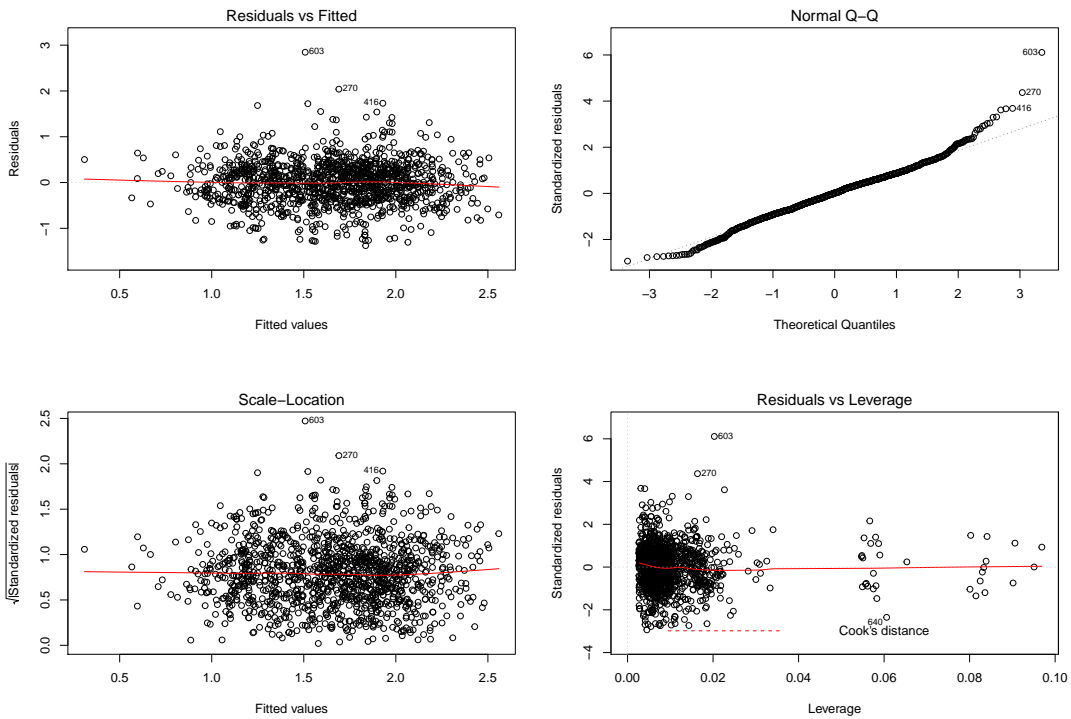 Residuals vs Fitted
3
2
1
0
−1
Residuals
603
270
416
0.5 1.0 1.5 2.0 2.5
Fitted values
Normal Q−Q
6
4
2
0
−2
Standardized residuals
603
270
416
−3 −2 −1 0 1 2 3
Theoretical Quantiles
Scale−Location
2.5
2.0
1.5
1.0
0.5
0.0
√|Standardized residuals|
603
270
416
0.5 1.0 1.5 2.0 2.5
Fitted values
Residuals vs Leverage
6
4
2
0
−2
−4
Standardized residuals
603
270
640
Cook's distance
0.00 0.02 0.04 0.06 0.08 0.10
Leverage